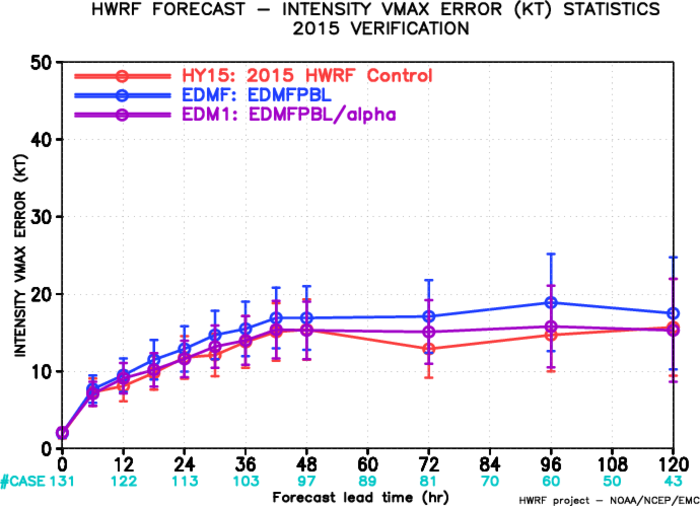 HWRF FORECAST – INTENSITY VMAX ERROR (KT) STATISTICS
2015 VERIFICATION
INTENSITY VMAX ERROR (KT)
50
40
30
20
10
0
HY15: 2015 HWRF Control
EDMF: EDMFPBL
EDM1: EDMFPBL/alpha
0 12 24 36 48 60 72 84 96 108 120
#CASE 131 122 113 103 97 89 81 70 60 50 43
Forecast lead time (hr)
HWRF project – NOAA/NCEP/EMC